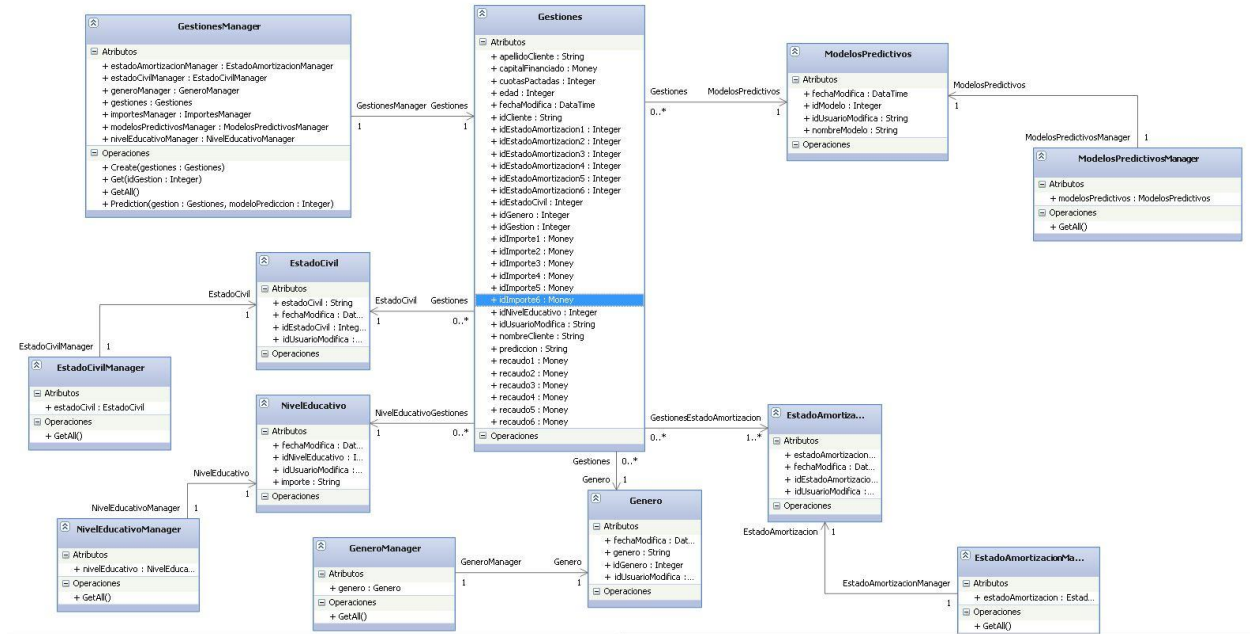 GestionesManager
Atributos
+ estadoAmortizacionManager : EstadoAmortizacionManager
+ estadoCivilManager : EstadoCivilManager
+ generoManager : GeneroManager
+ gestiones : Gestiones
+ importesManager : ImportesManager
+ modelosPredictivosManager : ModelosPredictivosManager
+ nivelEducativoManager : NivelEducativoManager
Operaciones
+ Create(gestiones : Gestiones)
+ Get(idGestion : Integer)
+ GetAll()
+ Prediction(gestion : Gestiones, modeloPrediccion : Integer)
GestionesManager Gestiones
1 1
Gestiones
Atributos
+ apellidoCliente : String
+ capitalFinanciado : Money
+ cuotasPactadas : Integer
+ edad : Integer
+ fechaModifica : DataTime
+ idCliente : String
+ idEstadoAmortizacion1 : Integer
+ idEstadoAmortizacion2 : Integer
+ idEstadoAmortizacion3 : Integer
+ idEstadoAmortizacion4 : Integer
+ idEstadoAmortizacion5 : Integer
+ idEstadoAmortizacion6 : Integer
+ idEstadoCivil : Integer
+ idGenero : Integer
+ idGestion : Integer
+ idImporte1 : Money
+ idImporte2 : Money
+ idImporte3 : Money
+ idImporte4 : Money
+ idImporte5 : Money
+ idImporte6 : Money
+ idNivelEducativo : Integer
+ idUsuarioModifica : String
+ nombreCliente : String
+ prediccion : String
+ recaudo1 : Money
+ recaudo2 : Money
+ recaudo3 : Money
+ recaudo4 : Money
+ recaudo5 : Money
+ recaudo6 : Money
Operaciones
Gestiones ModelosPredictivos
0..* 1
ModelosPredictivos
Atributos
+ fechaModifica : DataTime
+ idModelo : Integer
+ idUsuarioModifica : String
+ nombreModelo : String
Operaciones
ModelosPredictivos
1
ModelosPredictivosManager 1
ModelosPredictivosManager
Atributos
+ modelosPredictivos : ModelosPredictivos
Operaciones
+ GetAll()
EstadoCivil
Atributos
+ estadoCivil : String
+ fechaModifica : Dat...
+ idEstadoCivil : Integ...
+ idUsuarioModifica :...
Operaciones
EstadoCivil Gestiones
1 0..*
EstadoCivil
1
EstadoCivilManager 1
EstadoCivilManager
Atributos
+ estadoCivil : EstadoCivil
Operaciones
+ GetAll()
NivelEducativo
Atributos
+ fechaModifica : Dat...
+ idNivelEducativo : I...
+ idUsuarioModifica :...
+ importe : String
Operaciones
NivelEducativoGestiones
1 0..*
NivelEducativo
1
NivelEducativoManager 1
NivelEducativoManager
Atributos
+ nivelEducativo : NivelEduca...
Operaciones
+ GetAll()
GeneroManager
Atributos
+ genero : Genero
Operaciones
+ GetAll()
GeneroManager Genero
1 1
Gestiones 0..*
Genero 1
Genero
Atributos
+ fechaModifica : Dat...
+ genero : String
+ idGenero : Integer
+ idUsuarioModifica :...
Operaciones
GestionesEstadoAmortizacion
0..* 1..*
EstadoAmortiza...
Atributos
+ estadoAmortizacion...
+ fechaModifica : Dat...
+ idEstadoAmortizacio...
+ idUsuarioModifica :...
Operaciones
EstadoAmortizacion 1
EstadoAmortizacionManager
1
EstadoAmortizacionMa...
Atributos
+ estadoAmortizacion : Estad...
Operaciones
+ GetAll()